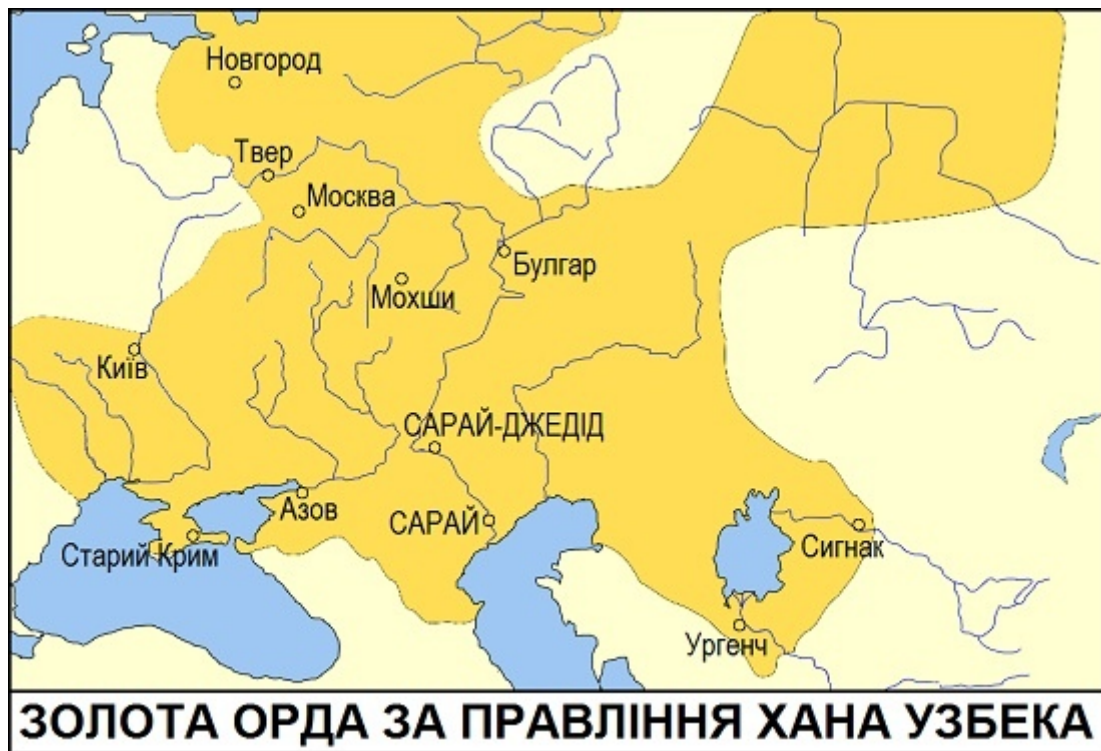 Новгород
Твер
Москва
Булгар
Мохши
Київ
САРАЙ-ДЖЕДІД
Азов
САРАЙ
Старий Крим
Сигнак
Ургенч
ЗОЛОТА ОРДА ЗА ПРАВЛІННЯ ХАНА УЗБЕКА